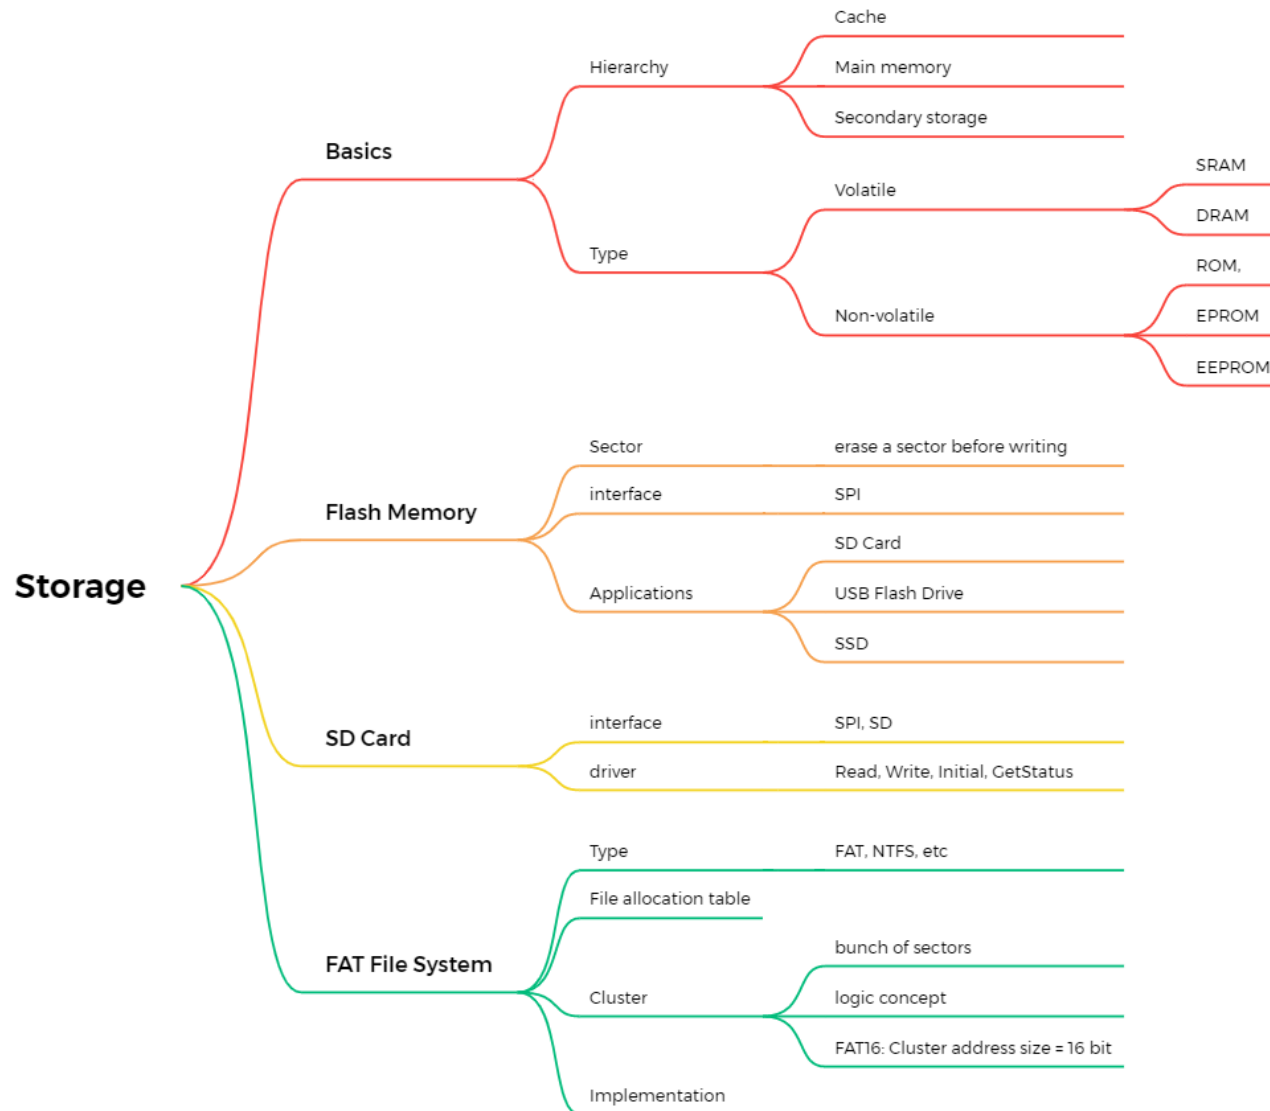 Storage
Basics
Hierarchy
Cache
Main memory
Secondary storage
Type
Volatile
SRAM
DRAM
Non-volatile
ROM,
EPROM
EEPROM
Flash Memory
Sector
erase a sector before writing
interface
SPI
Applications
SD Card
USB Flash Drive
SSD
SD Card
interface
SPI, SD
driver
Read, Write, Initial, GetStatus
FAT File System
Type
FAT, NTFS, etc
File allocation table
Cluster
bunch of sectors
logic concept
FAT16: Cluster address size = 16 bit
Implementation